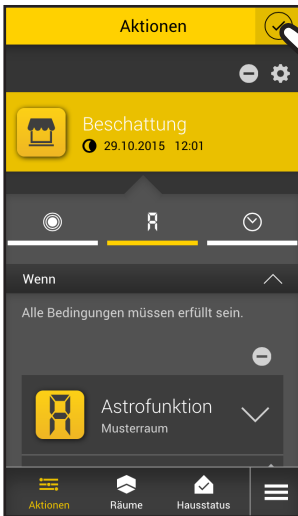 Aktionen
Beschattung
29.10.2015 12:01
Wenn
Alle Bedingungen müssen erfüllt sein.
Astrofunktion
Musterraum
Aktionen Räume Hausstatus